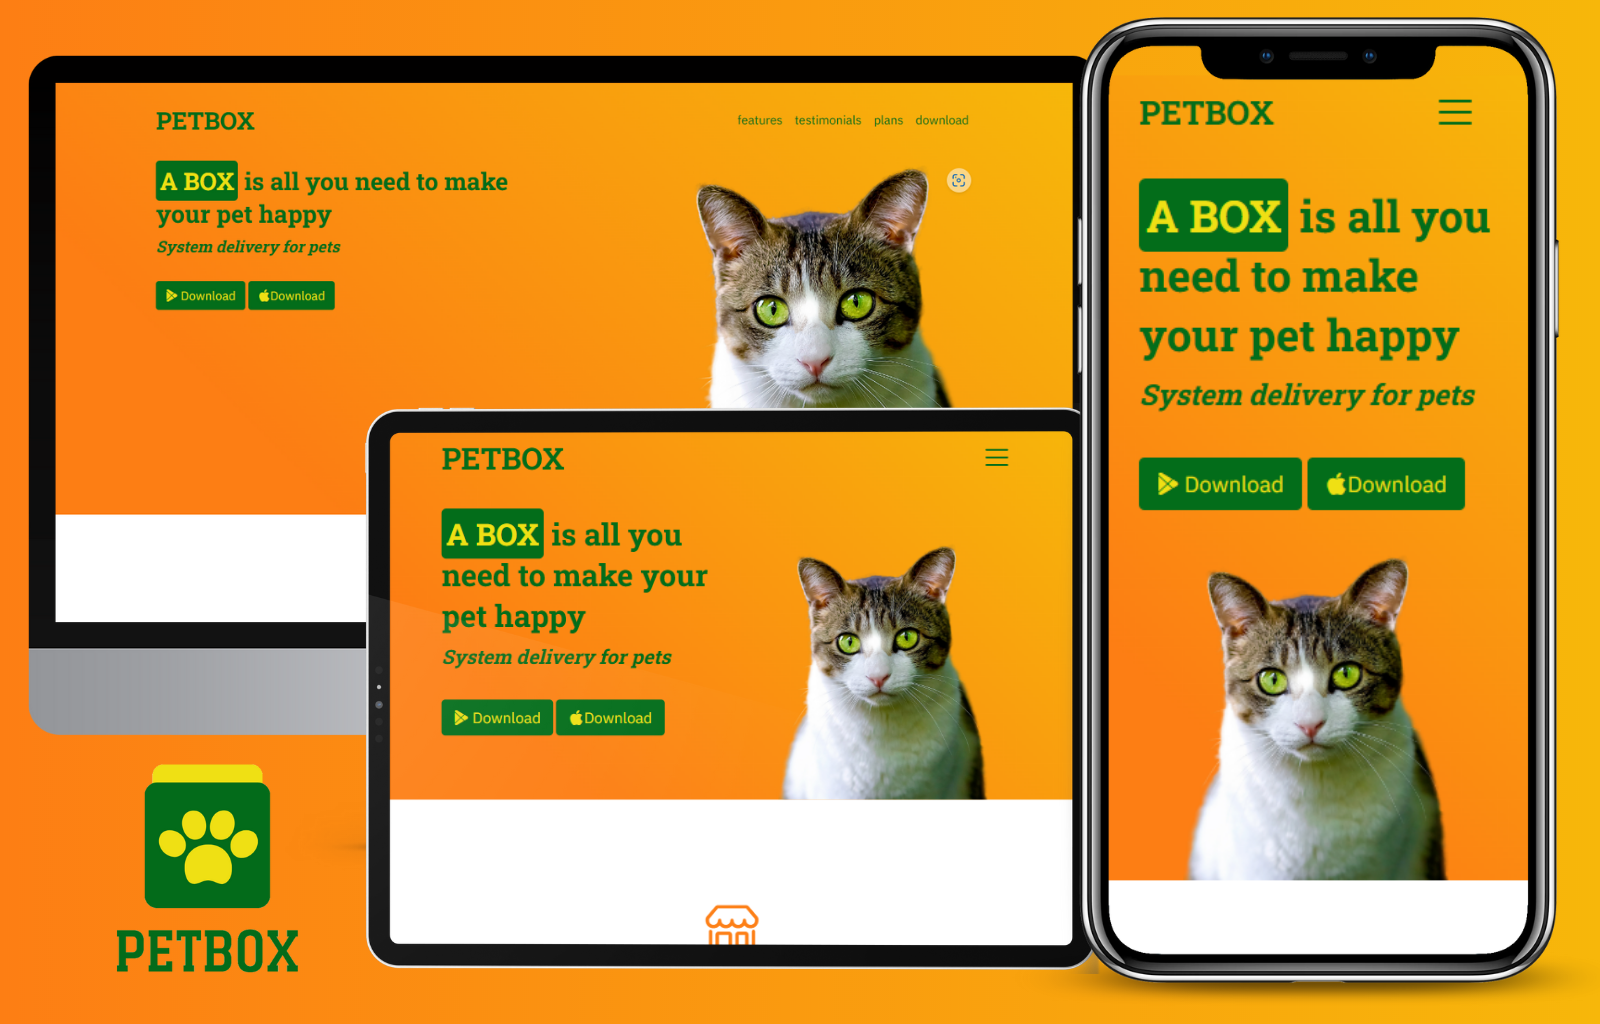 PETBOX
features testimonials plans download
A BOX is all you need to make
your pet happy
System delivery for pets
Download Download
PETBOX
A BOX is all you
need to make your
pet happy
System delivery for pets
Download Download
PETBOX
A BOX is all you
need to make
your pet happy
System delivery for pets
Download Download
PETBOX